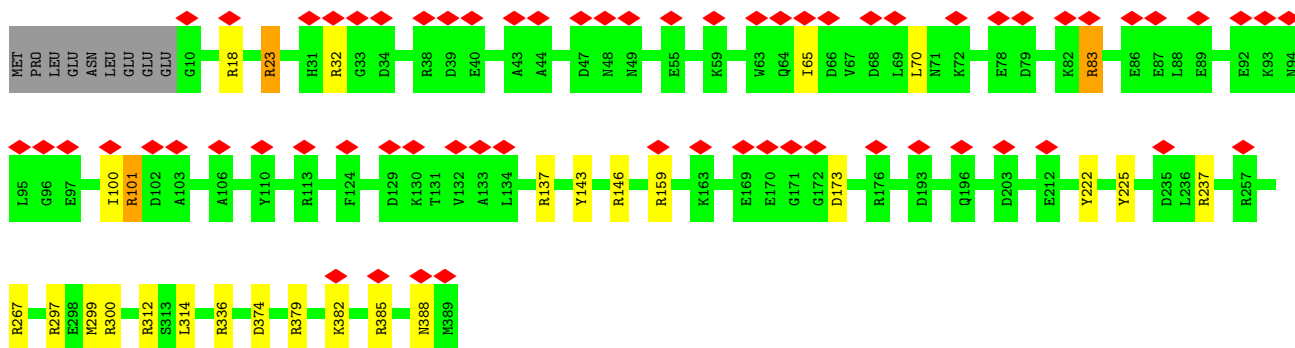 MET PRO LEU GLU ASN LEU GLU GLU GLU G10 R18 R23 H31 R32 G33 D34 R38 D39 E40 A43 A44 D47 N48 N49 E55 K59 W63 Q64 I65 D66 V67 D68 L69 L70 N71 K72 E78 D79 K82 R83 E86 E87 L88 E89 E92 K93 N94
L95 G96 E97 I100 R101 D102 A103 A106 Y110 R113 F124 D129 K130 T131 V132 A133 L134 R137 Y143 R146 R159 K163 E169 E170 G171 G172 D173 R176 D193 Q196 D203 E212 Y222 Y225 D235 L236 R237 R257
R267 R297 E298 M299 R300 R312 S313 L314 R336 D374 R379 K382 R385 N388 M389